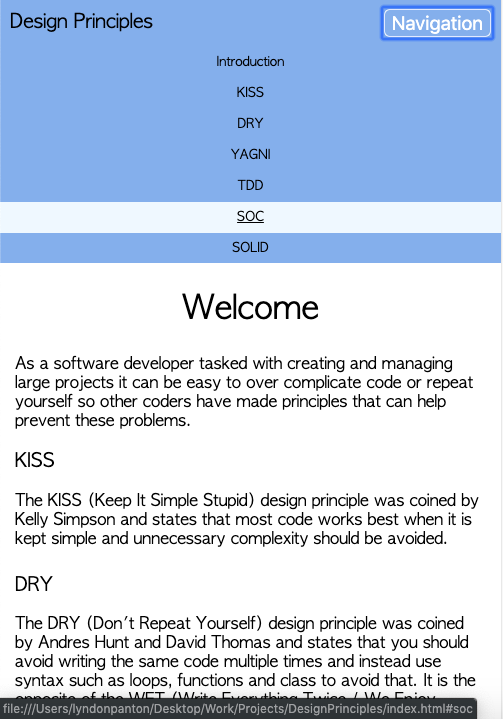 Design Principles
Navigation
Introduction
KISS
DRY
YAGNI
TDD
SOC
SOLID
Welcome
As a software developer tasked with creating and managing
large projects it can be easy to over complicate code or repeat
yourself so other coders have made principles that can help
prevent these problems.
KISS
The KISS (Keep It Simple Stupid) design principle was coined by
Kelly Simpson and states that most code works best when it is
kept simple and unnecessary complexity should be avoided.
DRY
The DRY (Don't Repeat Yourself) design principle was coined
by Andres Hunt and David Thomas and states that you should
avoid writing the same code multiple times and instead use
syntax such as loops, functions and class to avoid that. It is the
opposite of the WET (Write Everything Twice / We Enjoy
file:///Users/lyndonpanton/Desktop/Work/Projects/DesignPrinciples/index.html#soc